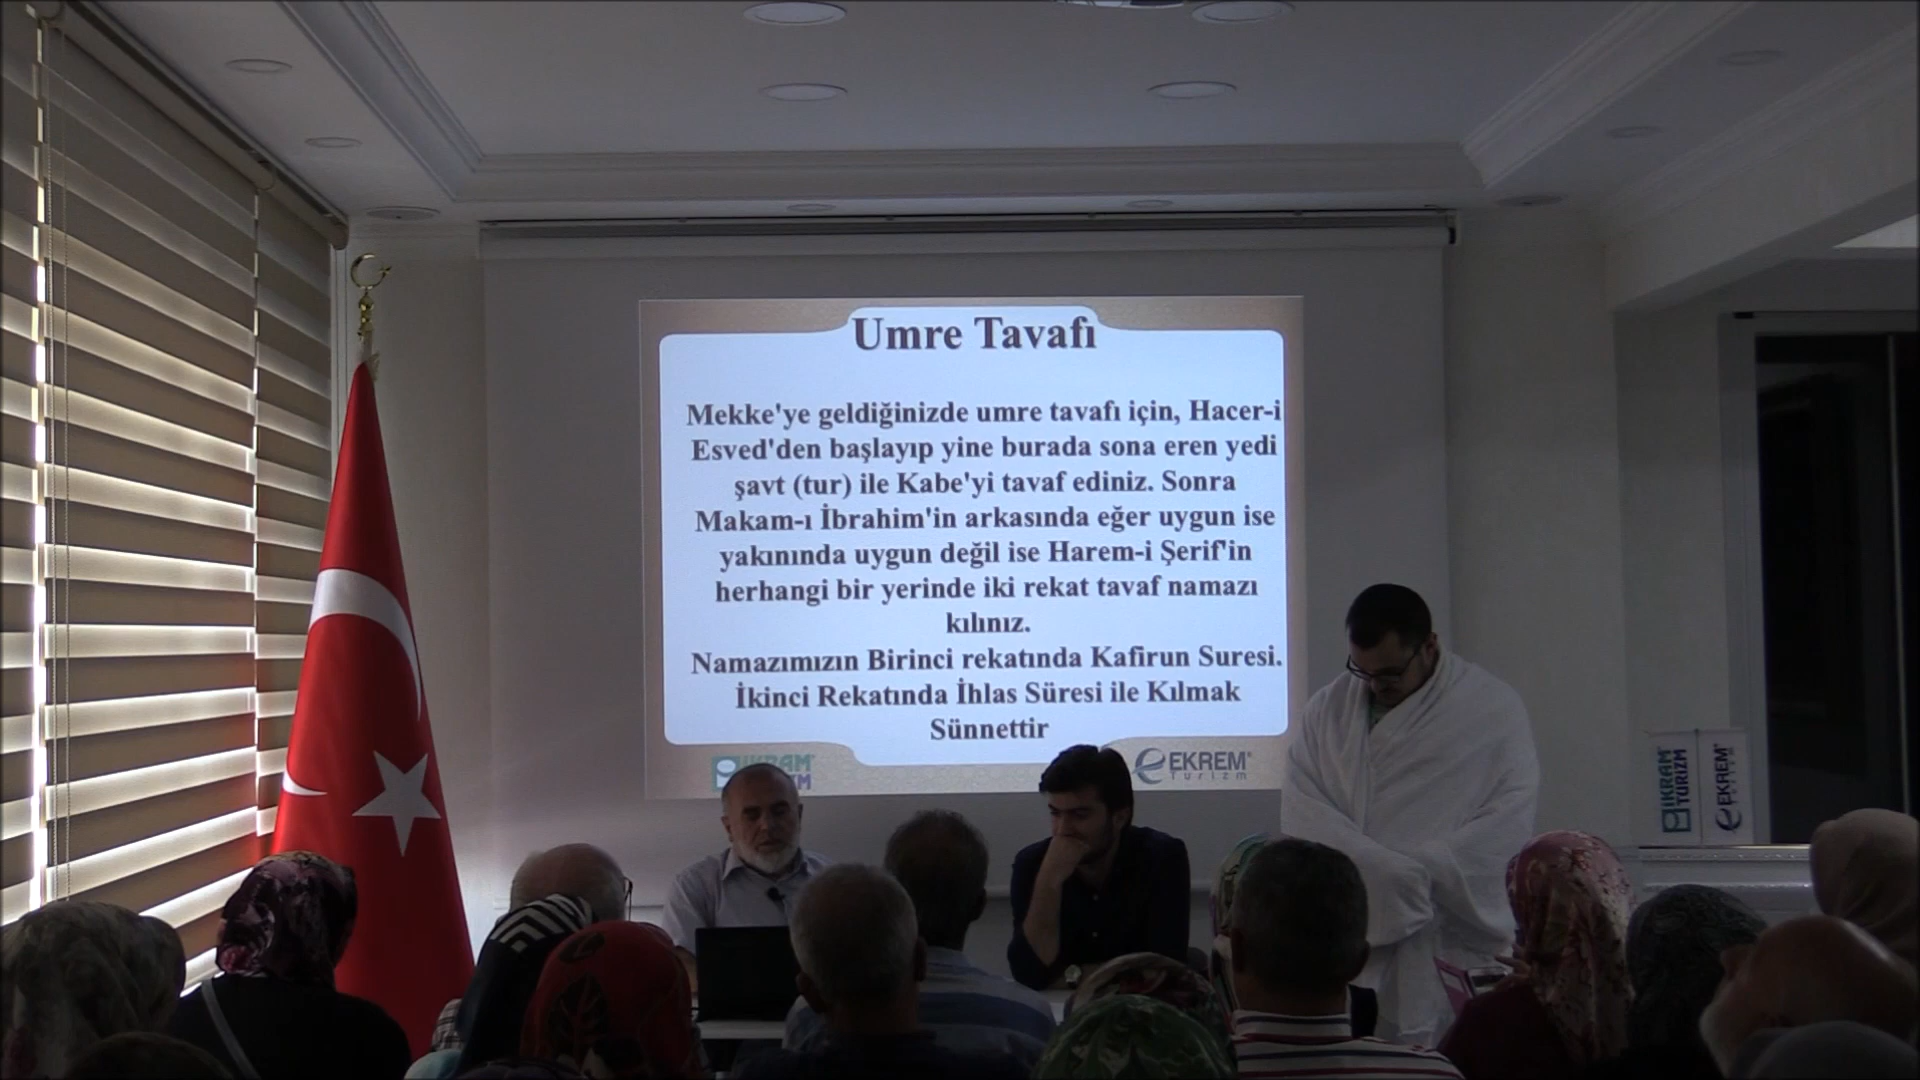 Umre Tavafı
Mekke'ye geldiğinizde umre tavafı için, Hacer-i
Esved'den başlayıp yine burada sona eren yedi
şavt (tur) ile Kabe'yi tavaf ediniz. Sonra
Makam-ı İbrahim'in arkasında eğer uygun ise
yakınında uygun değil ise Harem-i Şerif'in
herhangi bir yerinde iki rekat tavaf namazı
kılınız.
Namazımızın Birinci rekatında Kafirun Suresi.
İkinci Rekatında İhlas Süresi ile Kılmak
Sünnettir
IKRAM
EKREM
Turizm
IKRAM
TURIZM
EKREM